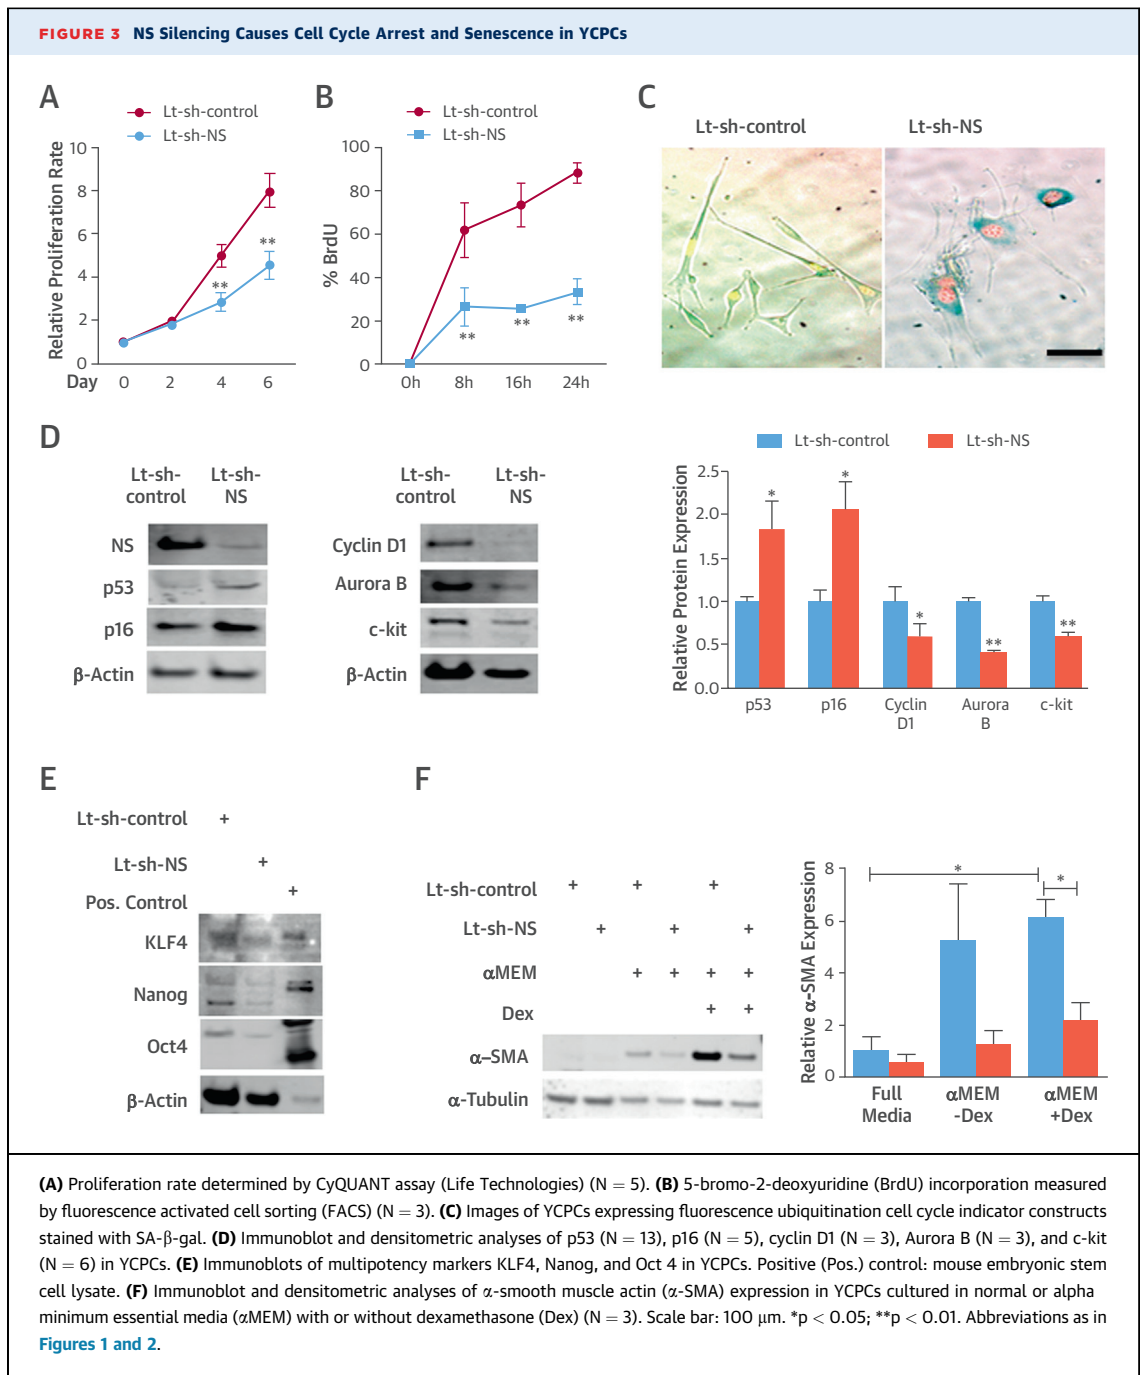 FIGURE 3 NS Silencing Causes Cell Cycle Arrest and Senescence in YCPCs
A
Lt-sh-control
Lt-sh-NS
Relative Proliferation Rate
10
8
6
4
2
0
**
**
Day 0 2 4 6
B
Lt-sh-control
Lt-sh-NS
% BrdU
100
80
60
40
20
0
** ** **
0h 8h 16h 24h
C
Lt-sh-control Lt-sh-NS
D
Lt-sh-
control
Lt-sh-
NS
NS
p53
p16
β-Actin
Lt-sh-
control
Lt-sh-
NS
Cyclin D1
Aurora B
c-kit
β-Actin
Lt-sh-control Lt-sh-NS
Relative Protein Expression
2.5
2.0
1.5
1.0
0.5
0.0
* * * ** **
p53 p16 Cyclin D1 Aurora B c-kit
E
Lt-sh-control +
Lt-sh-NS +
Pos. Control +
KLF4
Nanog
Oct4
β-Actin
F
Lt-sh-control + + +
Lt-sh-NS + + +
αMEM + + + +
Dex + +
α–SMA
α-Tubulin
Relative α-SMA Expression
8
6
4
2
0
* *
Full Media
αMEM -Dex
αMEM +Dex
(A) Proliferation rate determined by CyQUANT assay (Life Technologies) (N = 5). (B) 5-bromo-2-deoxyuridine (BrdU) incorporation measured
by fluorescence activated cell sorting (FACS) (N = 3). (C) Images of YCPCs expressing fluorescence ubiquitination cell cycle indicator constructs
stained with SA-β-gal. (D) Immunoblot and densitometric analyses of p53 (N = 13), p16 (N = 5), cyclin D1 (N = 3), Aurora B (N = 3), and c-kit
(N = 6) in YCPCs. (E) Immunoblots of multipotency markers KLF4, Nanog, and Oct 4 in YCPCs. Positive (Pos.) control: mouse embryonic stem
cell lysate. (F) Immunoblot and densitometric analyses of α-smooth muscle actin (α-SMA) expression in YCPCs cultured in normal or alpha
minimum essential media (αMEM) with or without dexamethasone (Dex) (N = 3). Scale bar: 100 μm. *p < 0.05; **p < 0.01. Abbreviations as in
Figures 1 and 2.